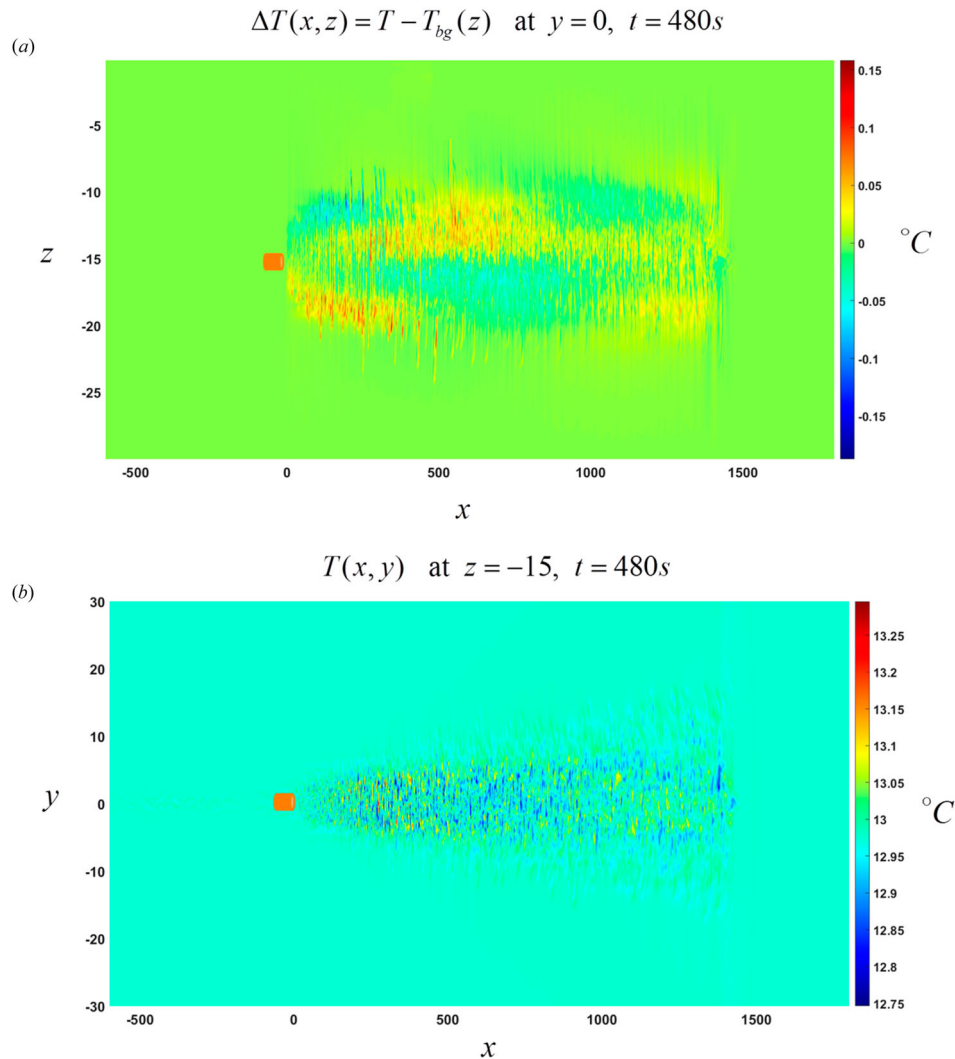 ΔT(x, z) = T − T_bg(z) at y = 0, t = 480s
(a)
0.15
0.1
0.05
0
-0.05
-0.1
-0.15
°C
-5
-10
-15
-20
-25
z
-500 0 500 1000 1500
x
T(x, y) at z = −15, t = 480s
(b)
30
20
10
0
-10
-20
-30
y
13.25
13.2
13.15
13.1
13.05
13
12.95
12.9
12.85
12.8
12.75
°C
-500 0 500 1000 1500
x